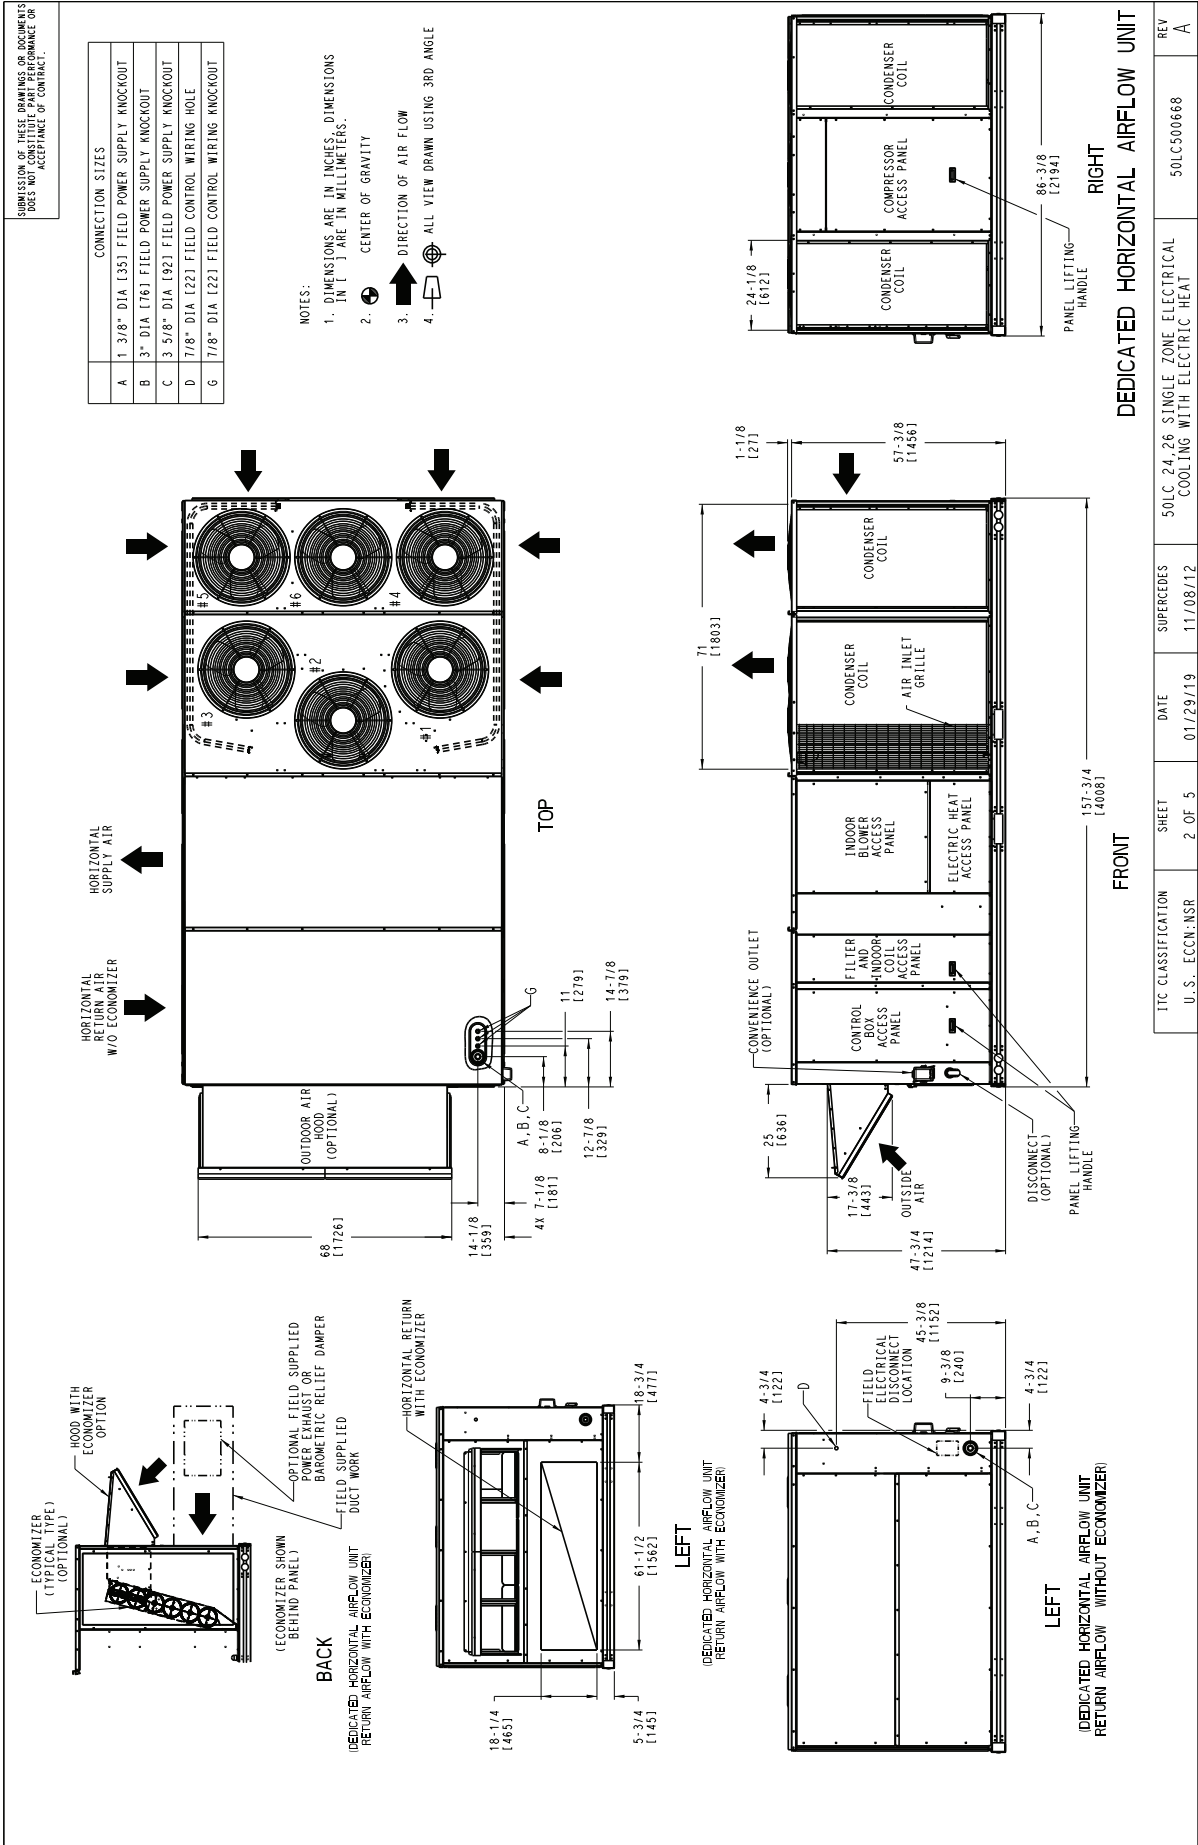 SUBMISSION OF THESE DRAWINGS OR DOCUMENTS
DOES NOT CONSTITUTE PART PERFORMANCE OR
ACCEPTANCE OF CONTRACT.
CONNECTION SIZES
A 1 3/8" DIA [35] FIELD POWER SUPPLY KNOCKOUT
B 3" DIA [76] FIELD POWER SUPPLY KNOCKOUT
C 3 5/8" DIA [92] FIELD POWER SUPPLY KNOCKOUT
D 7/8" DIA [22] FIELD CONTROL WIRING HOLE
G 7/8" DIA [22] FIELD CONTROL WIRING KNOCKOUT
NOTES:
1. DIMENSIONS ARE IN INCHES, DIMENSIONS
IN [ ] ARE IN MILLIMETERS.
2. CENTER OF GRAVITY
3. DIRECTION OF AIR FLOW
4. ALL VIEW DRAWN USING 3RD ANGLE
ECONOMIZER
(TYPICAL TYPE)
(OPTIONAL)
HOOD WITH
ECONOMIZER
OPTION
OPTIONAL FIELD SUPPLIED
POWER EXHAUST OR
BAROMETRIC RELIEF DAMPER
FIELD SUPPLIED
DUCT WORK
(ECONOMIZER SHOWN
BEHIND PANEL)
BACK
(DEDICATED HORIZONTAL AIRFLOW UNIT
RETURN AIRFLOW WITH ECONOMIZER)
HORIZONTAL
RETURN AIR
W/O ECONOMIZER
HORIZONTAL
SUPPLY AIR
OUTDOOR AIR
HOOD
(OPTIONAL)
#3
#5
#2
#6
#1
#4
68
[1726]
14-1/8
[359]
4X 7-1/8
[181]
A,B,C
8-1/8
[206]
12-7/8
[329]
G
11
[279]
14-7/8
[379]
TOP
HORIZONTAL RETURN
WITH ECONOMIZER
18-1/4
[465]
5-3/4
[145]
61-1/2
[1562]
18-3/4
[477]
LEFT
(DEDICATED HORIZONTAL AIRFLOW UNIT
RETURN AIRFLOW WITH ECONOMIZER)
4-3/4
[122]
D
FIELD
ELECTRICAL
DISCONNECT
LOCATION
45-3/8
[1152]
9-3/8
[240]
4-3/4
[122]
A,B,C
LEFT
(DEDICATED HORIZONTAL AIRFLOW UNIT
RETURN AIRFLOW WITHOUT ECONOMIZER)
25
[636]
17-3/8
[443]
47-3/4
[1214]
OUTSIDE
AIR
CONVENIENCE OUTLET
(OPTIONAL)
DISCONNECT
(OPTIONAL)
PANEL LIFTING
HANDLE
CONTROL
BOX
ACCESS
PANEL
FILTER
AND
INDOOR
COIL
ACCESS
PANEL
INDOOR
BLOWER
ACCESS
PANEL
ELECTRIC HEAT
ACCESS PANEL
CONDENSER
COIL
AIR INLET
GRILLE
CONDENSER
COIL
71
[1803]
1-1/8
[27]
57-3/8
[1456]
157-3/4
[4008]
FRONT
24-1/8
[612]
CONDENSER
COIL
COMPRESSOR
ACCESS PANEL
CONDENSER
COIL
PANEL LIFTING
HANDLE
86-3/8
[2194]
RIGHT
DEDICATED HORIZONTAL AIRFLOW UNIT
ITC CLASSIFICATION
U.S. ECCN:NSR
SHEET
2 OF 5
DATE
01/29/19
SUPERCEDES
11/08/12
50LC 24,26 SINGLE ZONE ELECTRICAL
COOLING WITH ELECTRIC HEAT
50LC500668
REV
A